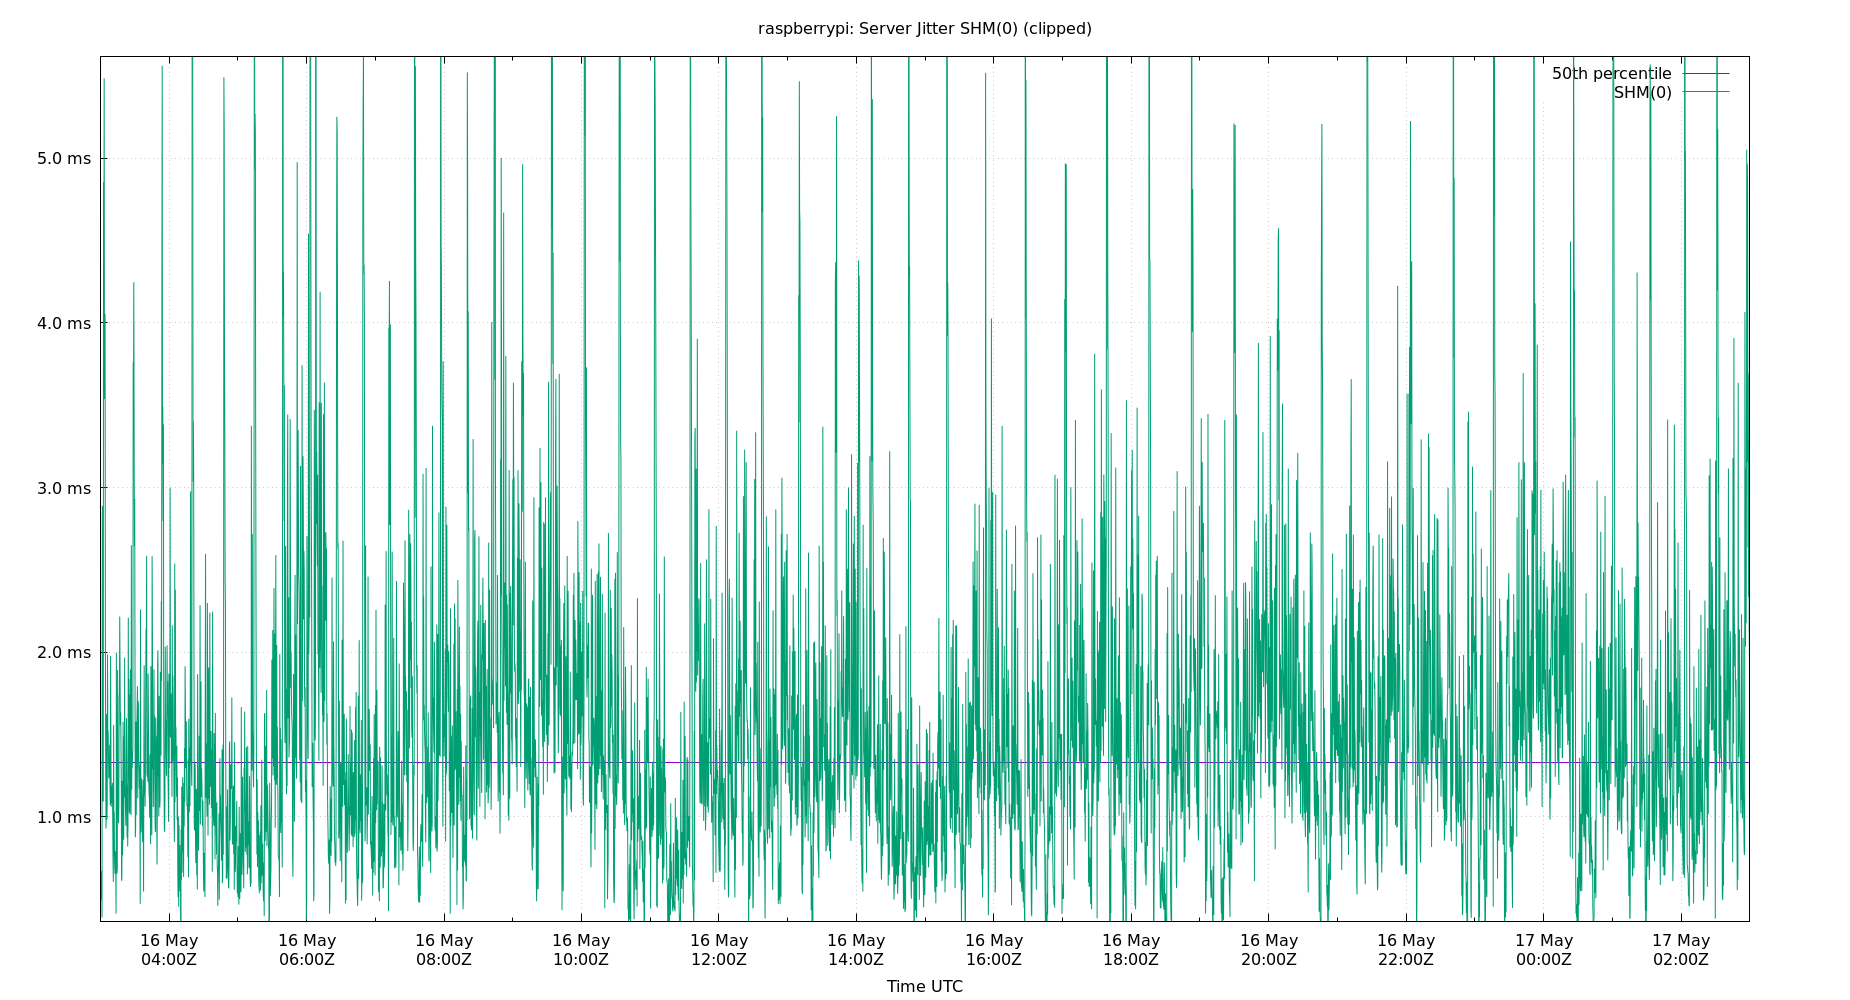 raspberrypi: Server Jitter SHM(0) (clipped)
50th percentile
SHM(0)
5.0 ms
4.0 ms
3.0 ms
2.0 ms
1.0 ms
16 May 16 May 16 May 16 May 16 May 16 May 16 May 16 May 16 May 16 May 17 May 17 May
04:00Z 06:00Z 08:00Z 10:00Z 12:00Z 14:00Z 16:00Z 18:00Z 20:00Z 22:00Z 00:00Z 02:00Z
Time UTC